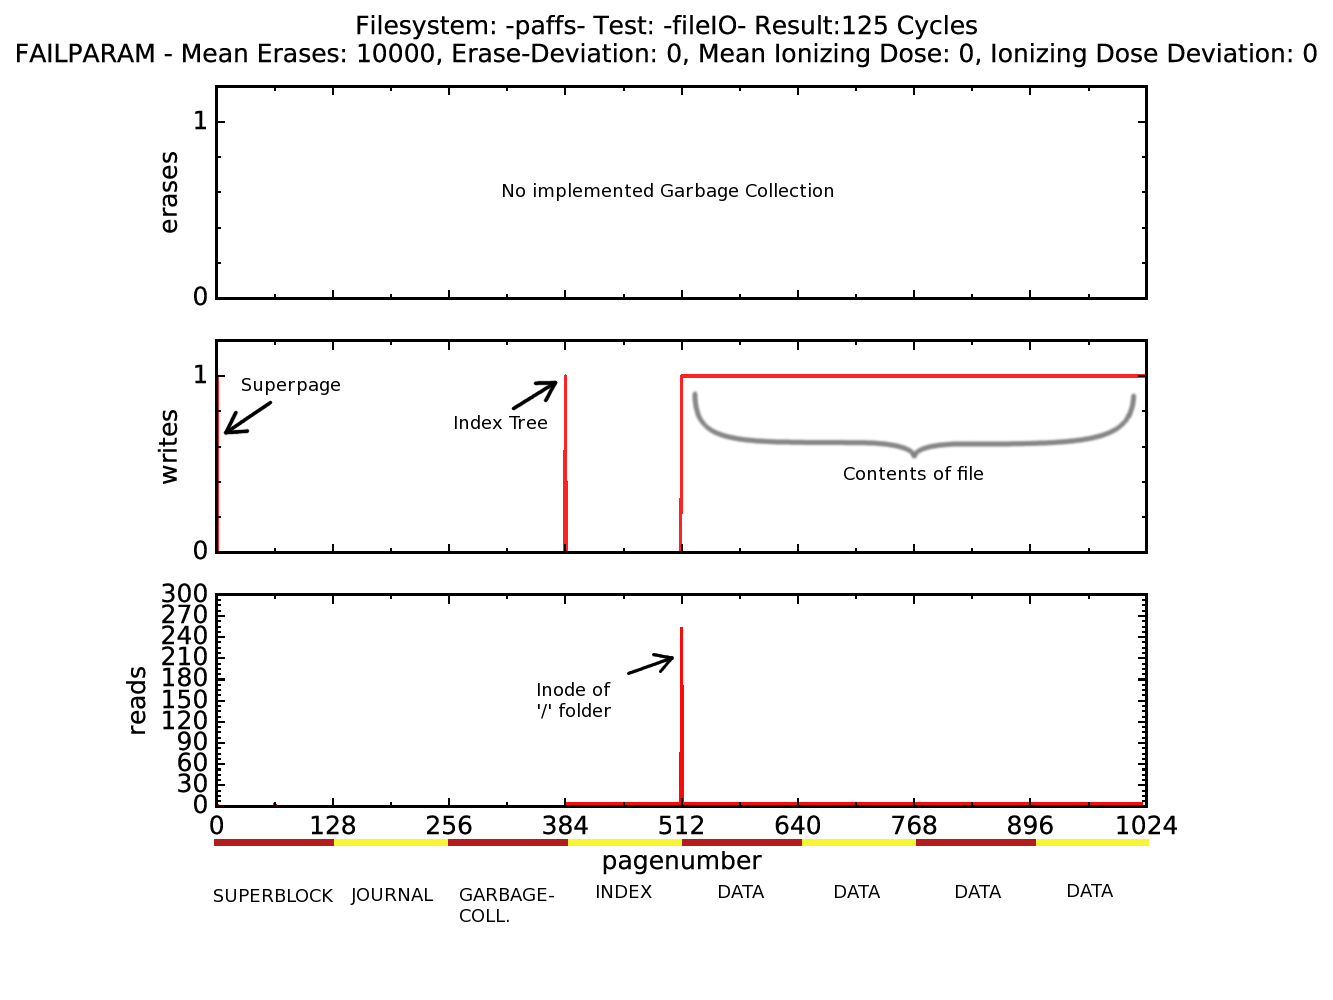 Filesystem: -paffs- Test: -fileIO- Result:125 Cycles
FAILPARAM - Mean Erases: 10000, Erase-Deviation: 0, Mean Ionizing Dose: 0, Ionizing Dose Deviation: 0
1
0
erases
No implemented Garbage Collection
1
0
writes
Superpage
Index Tree
Contents of file
300
270
240
210
180
150
120
90
60
30
0
reads
Inode of
'/' folder
0 128 256 384 512 640 768 896 1024
pagenumber
SUPERBLOCK JOURNAL GARBAGE- INDEX DATA DATA DATA DATA
COLL.